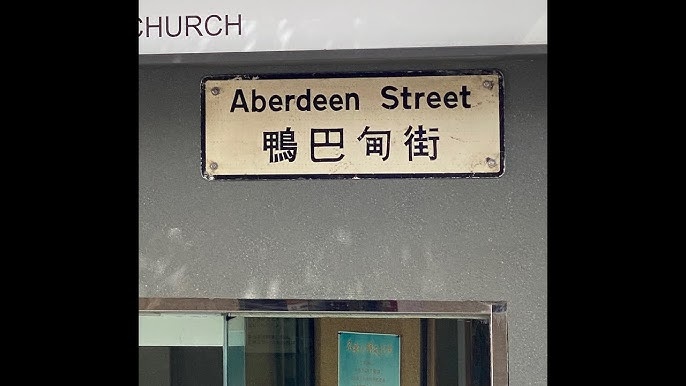 CHURCH
Aberdeen Street
鴨巴甸街